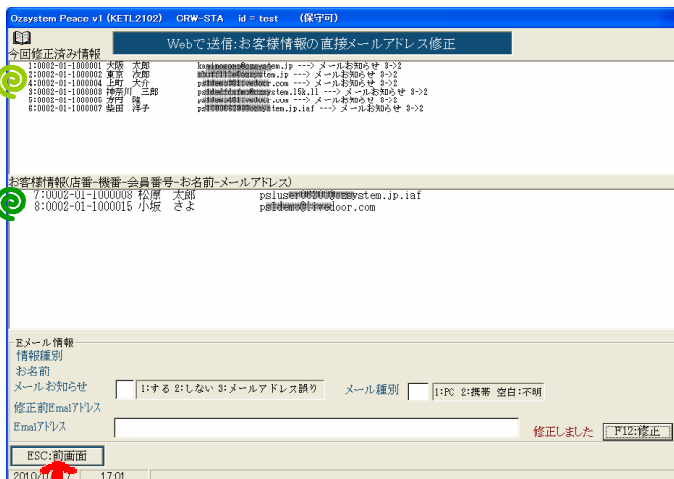 Ozsystem Peace v1 (KETL2102) CRW-STA id = test (保守可)
Webで送信:お客様情報の直接メールアドレス修正
今回修正済み情報
1:0002-01-1000001 大阪 太郎 ---> メールお知らせ 3->2
2:0002-01-1000002 東京 次郎 .jp ---> メールお知らせ 3->2
4:0002-01-1000004 上町 大介 .com ---> メールお知らせ 3->2
3:0002-01-1000003 神奈川 三郎 ---> メールお知らせ 3->2
5:0002-01-1000005 方円 隆 .com ---> メールお知らせ 3->2
6:0002-01-1000007 柴田 洋子 .jp.iaf ---> メールお知らせ 3->2
お客様情報(店番-機番-会員番号-お名前-メールアドレス)
7:0002-01-1000008 松原 太郎 system.jp.iaf
8:0002-01-1000015 小坂 さよ door.com
Eメール情報
情報種別
お名前
メールお知らせ 1:する 2:しない 3:メールアドレス誤り メール種別 1:PC 2:携帯 空白:不明
修正前Emailアドレス
Emailアドレス
修正しました F12:修正
ESC:前画面
17:01